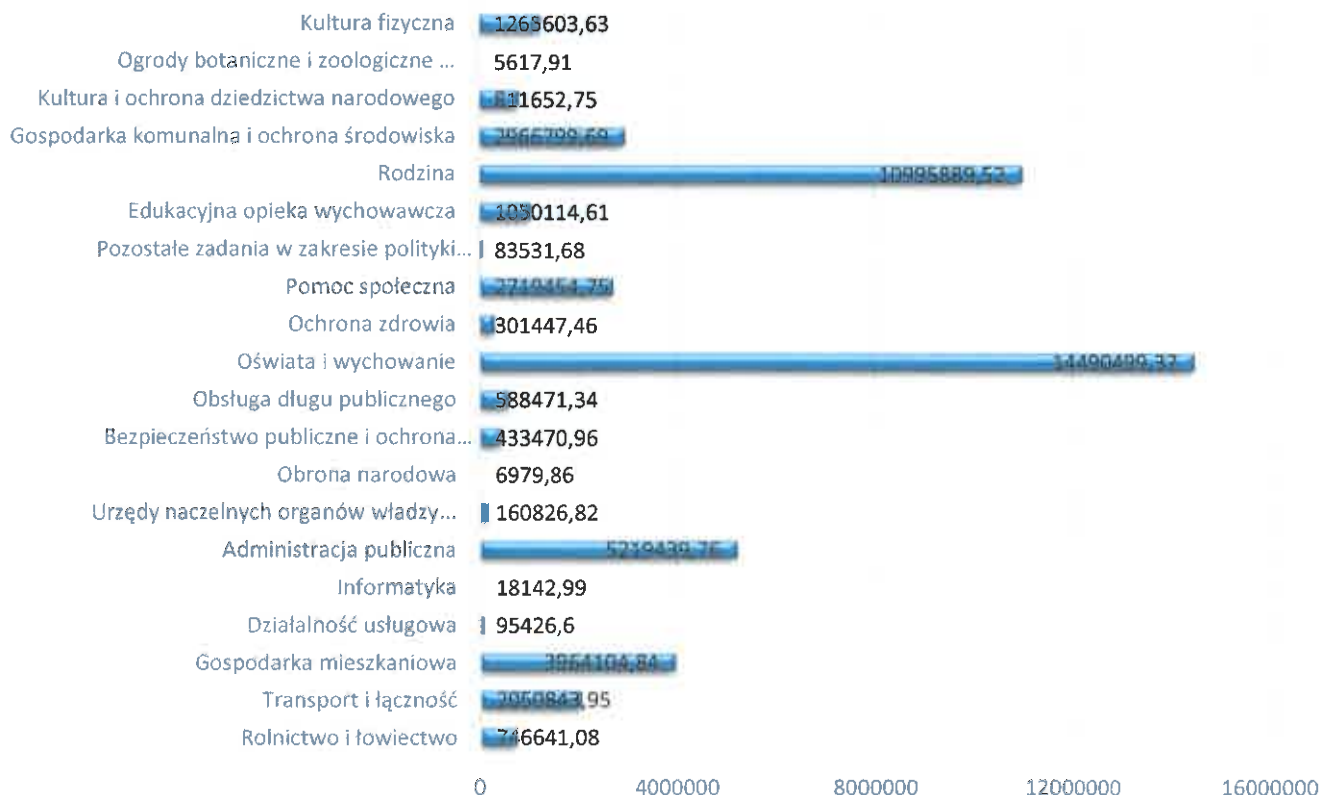 Kultura fizyczna 1268603,63
Ogrody botaniczne i zoologiczne ... 5617,91
Kultura i ochrona dziedzictwa narodowego 811652,75
Gospodarka komunalna i ochrona środowiska 2966799,69
Rodzina 10995889,52
Edukacyjna opieka wychowawcza 1050114,61
Pozostałe zadania w zakresie polityki... 83531,68
Pomoc społeczna 2719454,75
Ochrona zdrowia 301447,46
Oświata i wychowanie 14490499,37
Obsługa długu publicznego 588471,34
Bezpieczeństwo publiczne i ochrona... 433470,96
Obrona narodowa 6979,86
Urzędy naczelnych organów władzy... 160826,82
Administracja publiczna 5219439,76
Informatyka 18142,99
Działalność usługowa 95426,6
Gospodarka mieszkaniowa 3964104,84
Transport i łączność 2050843,95
Rolnictwo i łowiectwo 746641,08
0 4000000 8000000 12000000 16000000